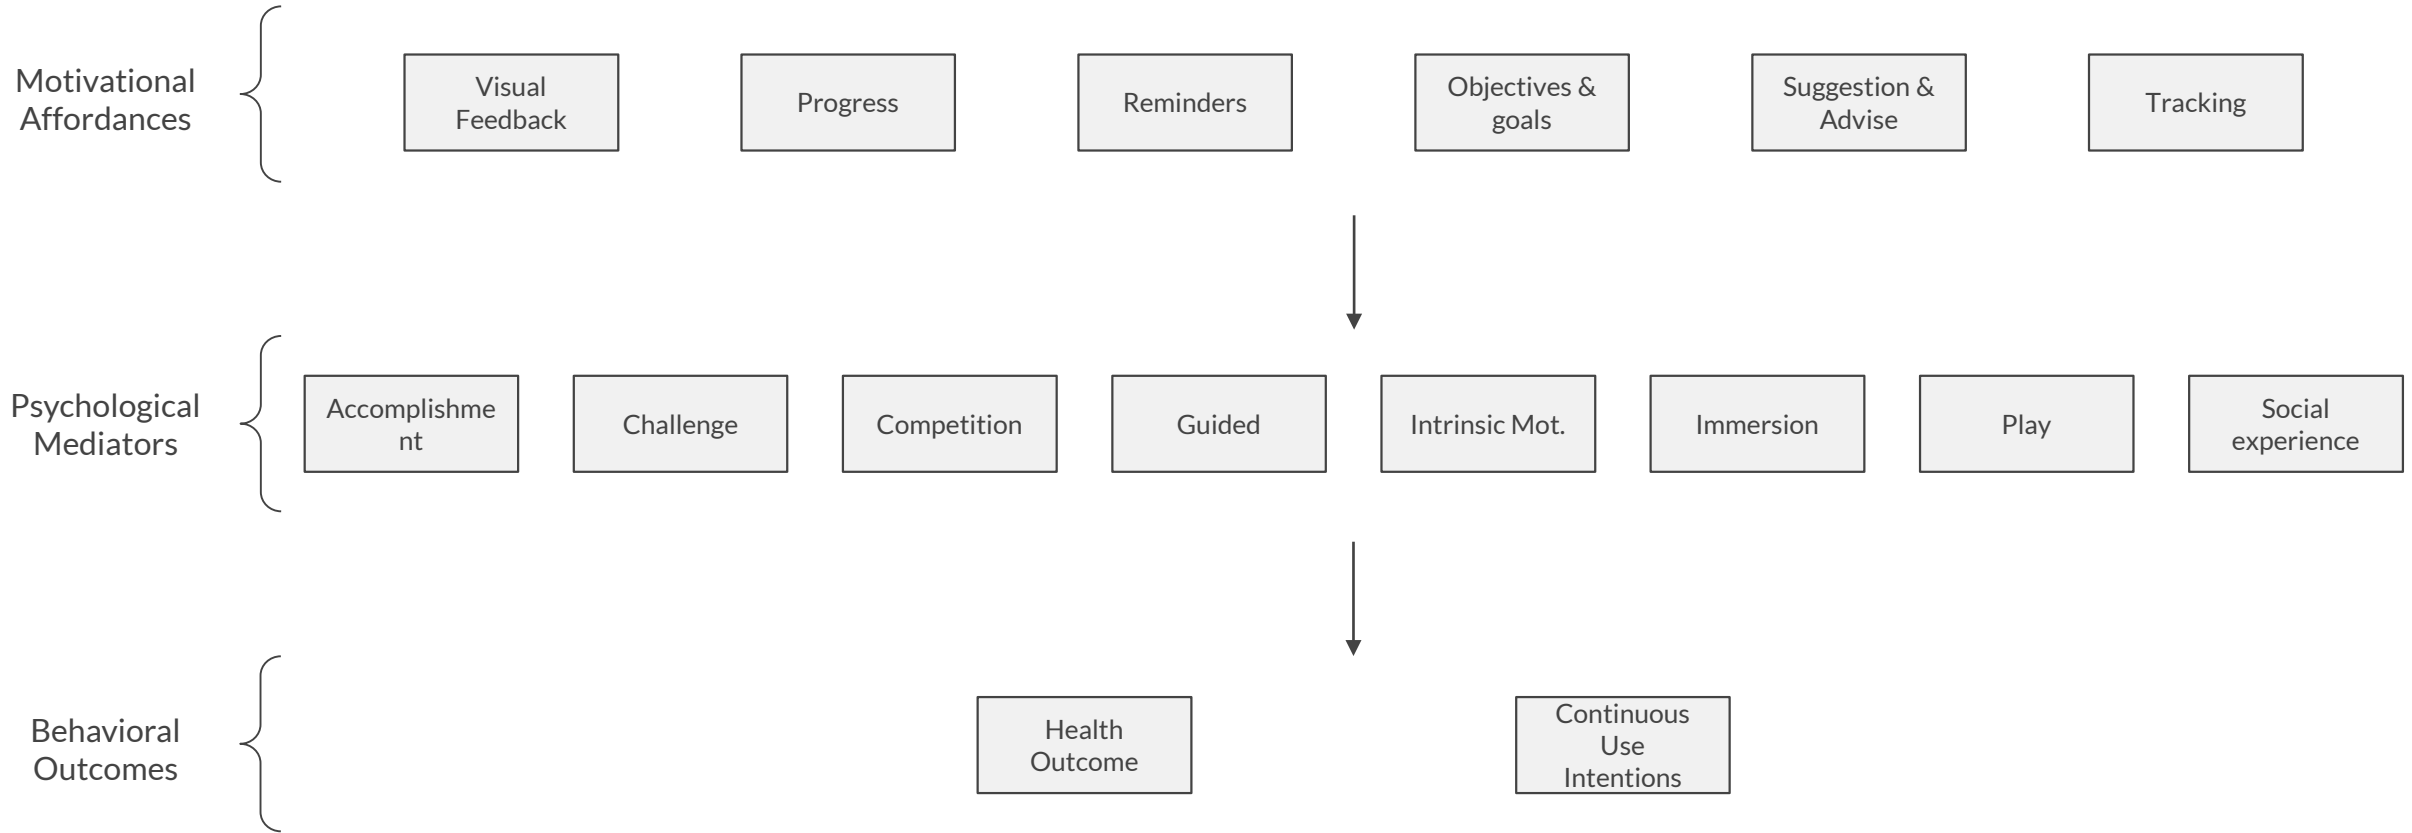 Motivational
Affordances
Visual
Feedback
Progress
Reminders
Objectives &
goals
Suggestion &
Advise
Tracking
Psychological
Mediators
Accomplishme
nt
Challenge
Competition
Guided
Intrinsic Mot.
Immersion
Play
Social
experience
Behavioral
Outcomes
Health
Outcome
Continuous
Use
Intentions